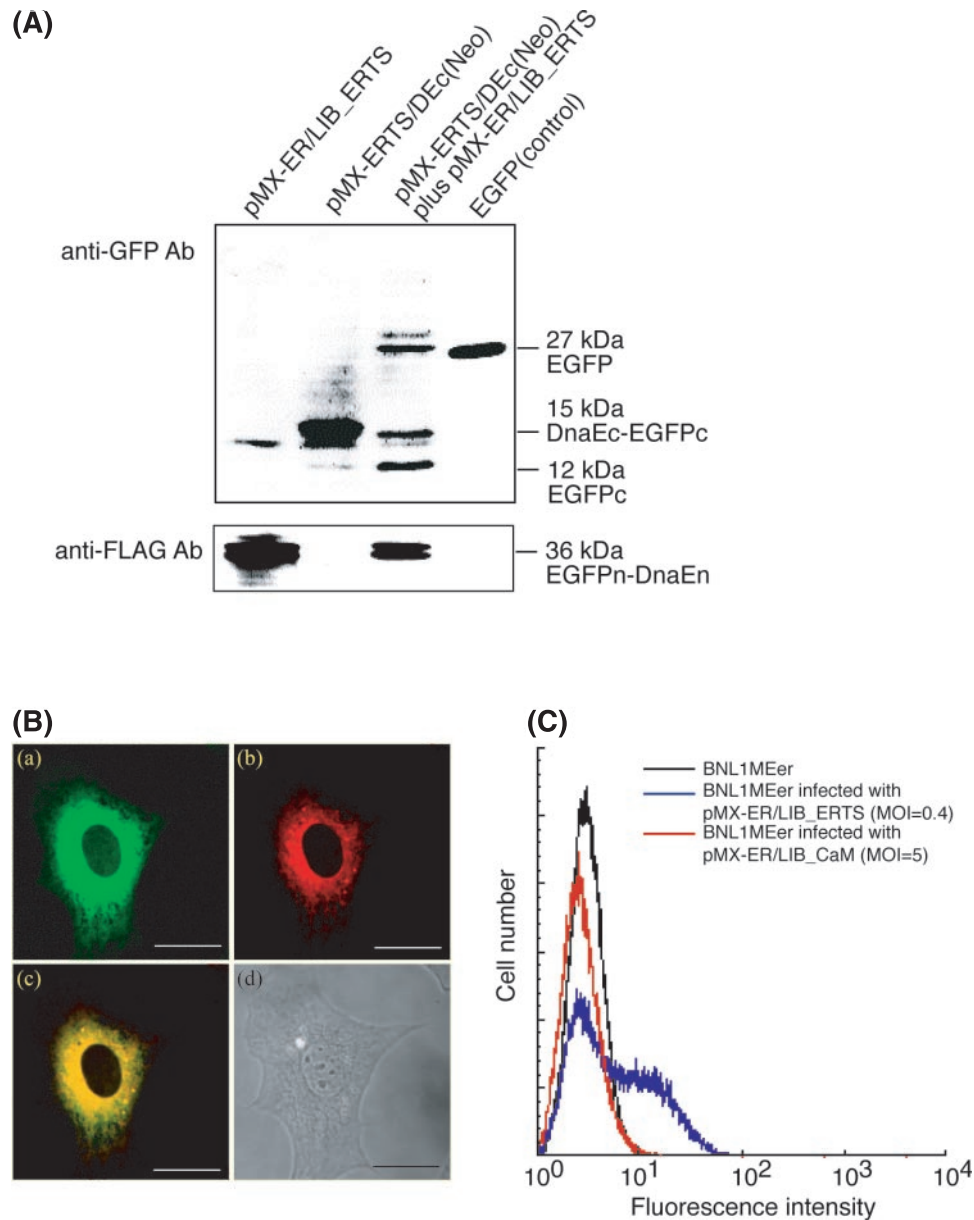 (A)
pMX-ER/LIB_ERTS
pMX-ERTS/DEc(Neo)
pMX-ERTS/DEc(Neo)
plus pMX-ER/LIB_ERTS
EGFP(control)
anti-GFP Ab
27 kDa
EGFP
15 kDa
DnaEc-EGFPc
12 kDa
EGFPc
anti-FLAG Ab
36 kDa
EGFPn-DnaEn
(B)
(a)
(b)
(c)
(d)
(C)
BNL1MEer
BNL1MEer infected with
pMX-ER/LIB_ERTS (MOI=0.4)
BNL1MEer infected with
pMX-ER/LIB_CaM (MOI=5)
Cell number
10⁰ 10¹ 10² 10³ 10⁴
Fluorescence intensity